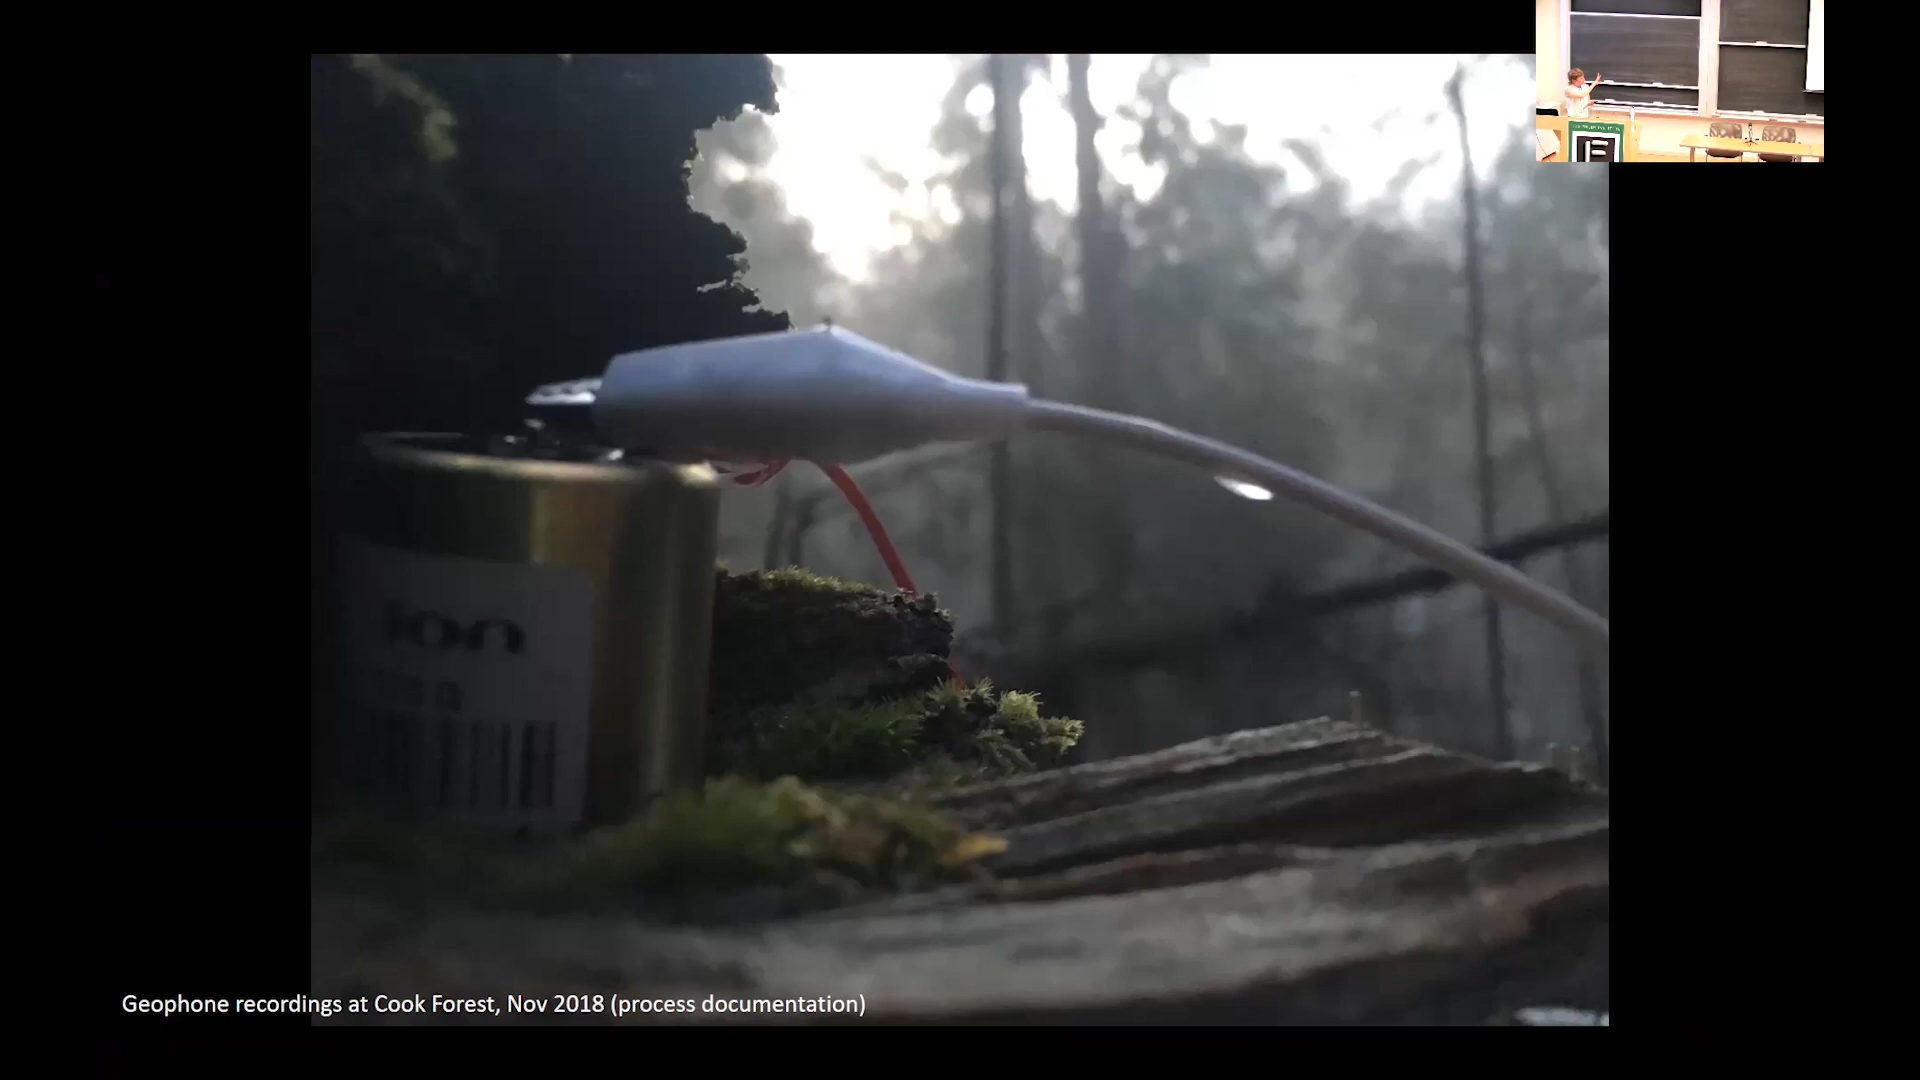 ion
Geophone recordings at Cook Forest, Nov 2018 (process documentation)